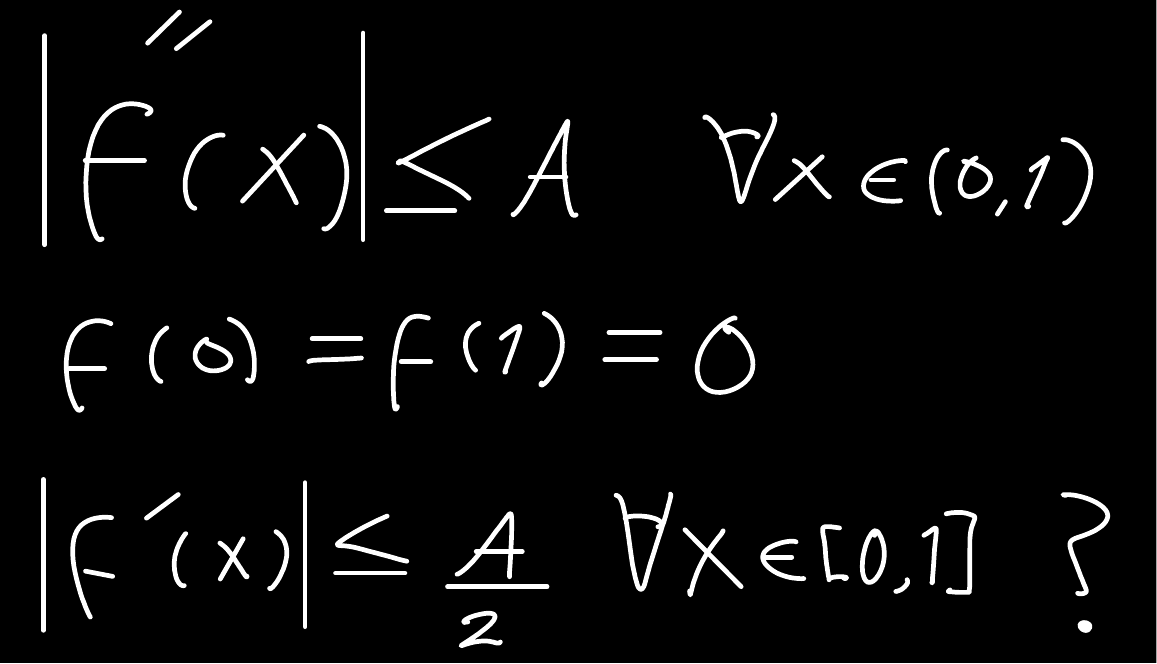 |f''(x)| ≤ A ∀x ∈ (0,1)
f(0) = f(1) = 0
|f'(x)| ≤ A/2 ∀x ∈ [0,1] ?